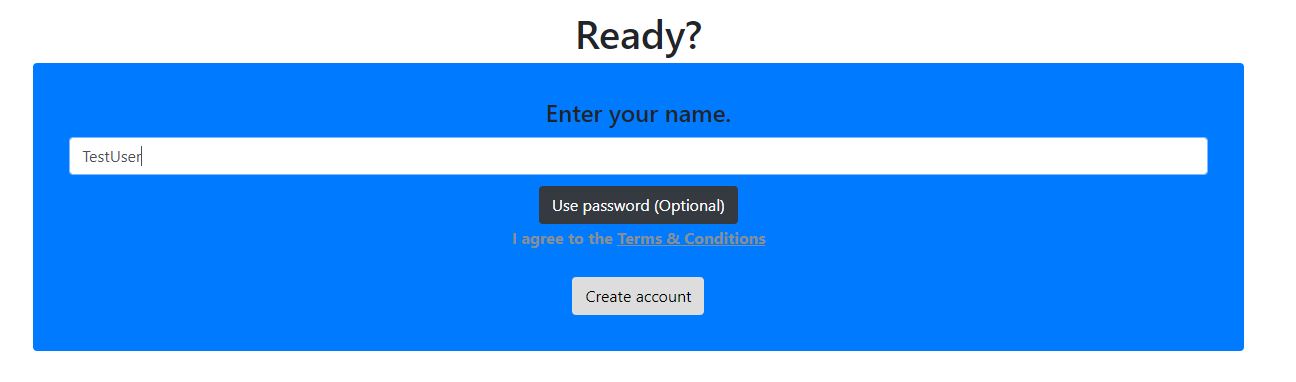 Ready?
Enter your name.
TestUser
Use password (Optional)
I agree to the Terms & Conditions
Create account